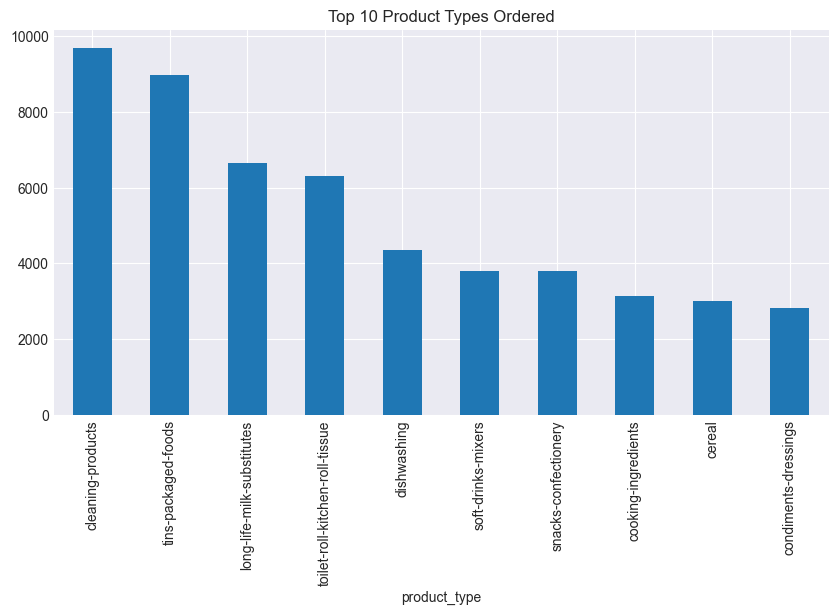 Top 10 Product Types Ordered
10000
8000
6000
4000
2000
0
cleaning-products
tins-packaged-foods
long-life-milk-substitutes
toilet-roll-kitchen-roll-tissue
dishwashing
soft-drinks-mixers
snacks-confectionery
cooking-ingredients
cereal
condiments-dressings
product_type